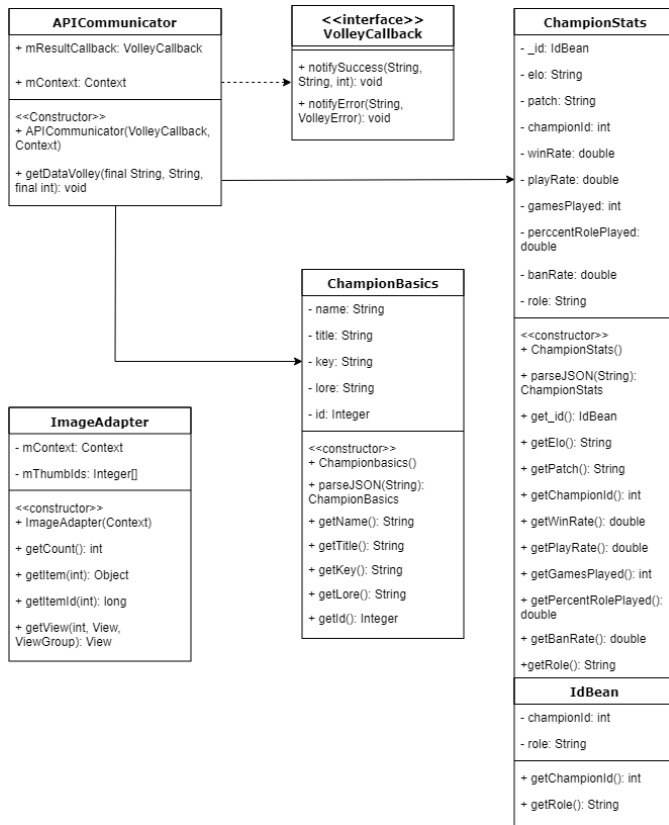 APICommunicator
+ mResultCallback: VolleyCallback
+ mContext: Context
<<Constructor>>
+ APICommunicator(VolleyCallback,
Context)
+ getDataVolley(final String, String,
final int): void
<<interface>>
VolleyCallback
+ notifySuccess(String,
String, int): void
+ notifyError(String,
VolleyError): void
ChampionStats
- _id: IdBean
- elo: String
- patch: String
- championId: int
- winRate: double
- playRate: double
- gamesPlayed: int
- perccentRolePlayed:
double
- banRate: double
- role: String
<<constructor>>
+ ChampionStats()
+ parseJSON(String):
ChampionStats
+ get_id(): IdBean
+ getElo(): String
+ getPatch(): String
+ getChampionId(): int
+ getWinRate(): double
+ getPlayRate(): double
+ getGamesPlayed(): int
+ getPercentRolePlayed():
double
+ getBanRate(): double
+getRole(): String
IdBean
- championId: int
- role: String
+ getChampionId(): int
+ getRole(): String
ChampionBasics
- name: String
- title: String
- key: String
- lore: String
- id: Integer
<<constructor>>
+ Championbasics()
+ parseJSON(String):
ChampionBasics
+ getName(): String
+ getTitle(): String
+ getKey(): String
+ getLore(): String
+ getId(): Integer
ImageAdapter
- mContext: Context
- mThumbIds: Integer[]
<<constructor>>
+ ImageAdapter(Context)
+ getCount(): int
+ getItem(int): Object
+ getItemId(int): long
+ getView(int, View,
ViewGroup): View